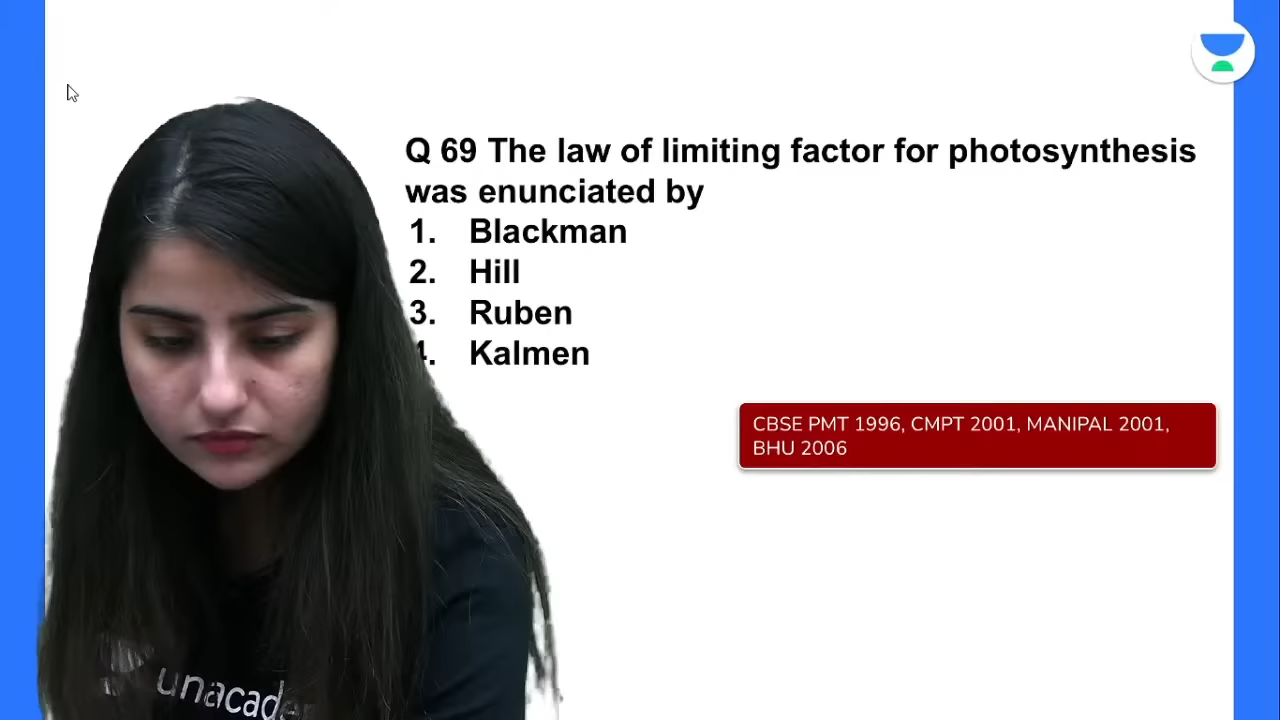 Q 69 The law of limiting factor for photosynthesis
was enunciated by
1. Blackman
2. Hill
3. Ruben
4. Kalmen
CBSE PMT 1996, CMPT 2001, MANIPAL 2001,
BHU 2006